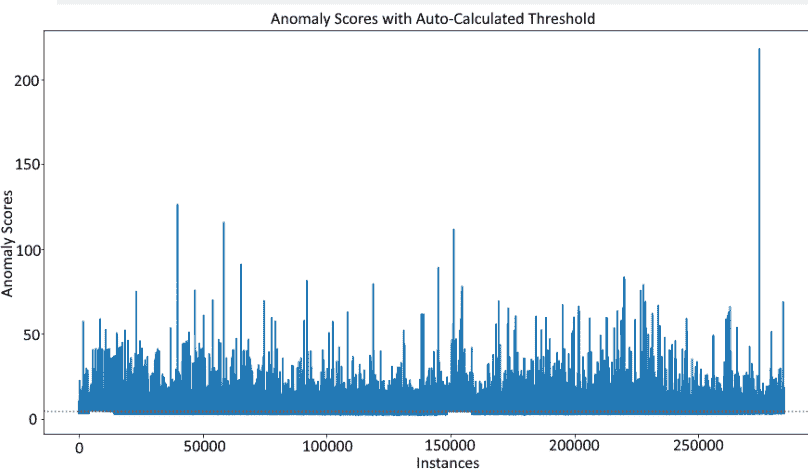 Anomaly Scores with Auto-Calculated Threshold
Anomaly Scores
200
150
100
50
0
0 50000 100000 150000 200000 250000
Instances